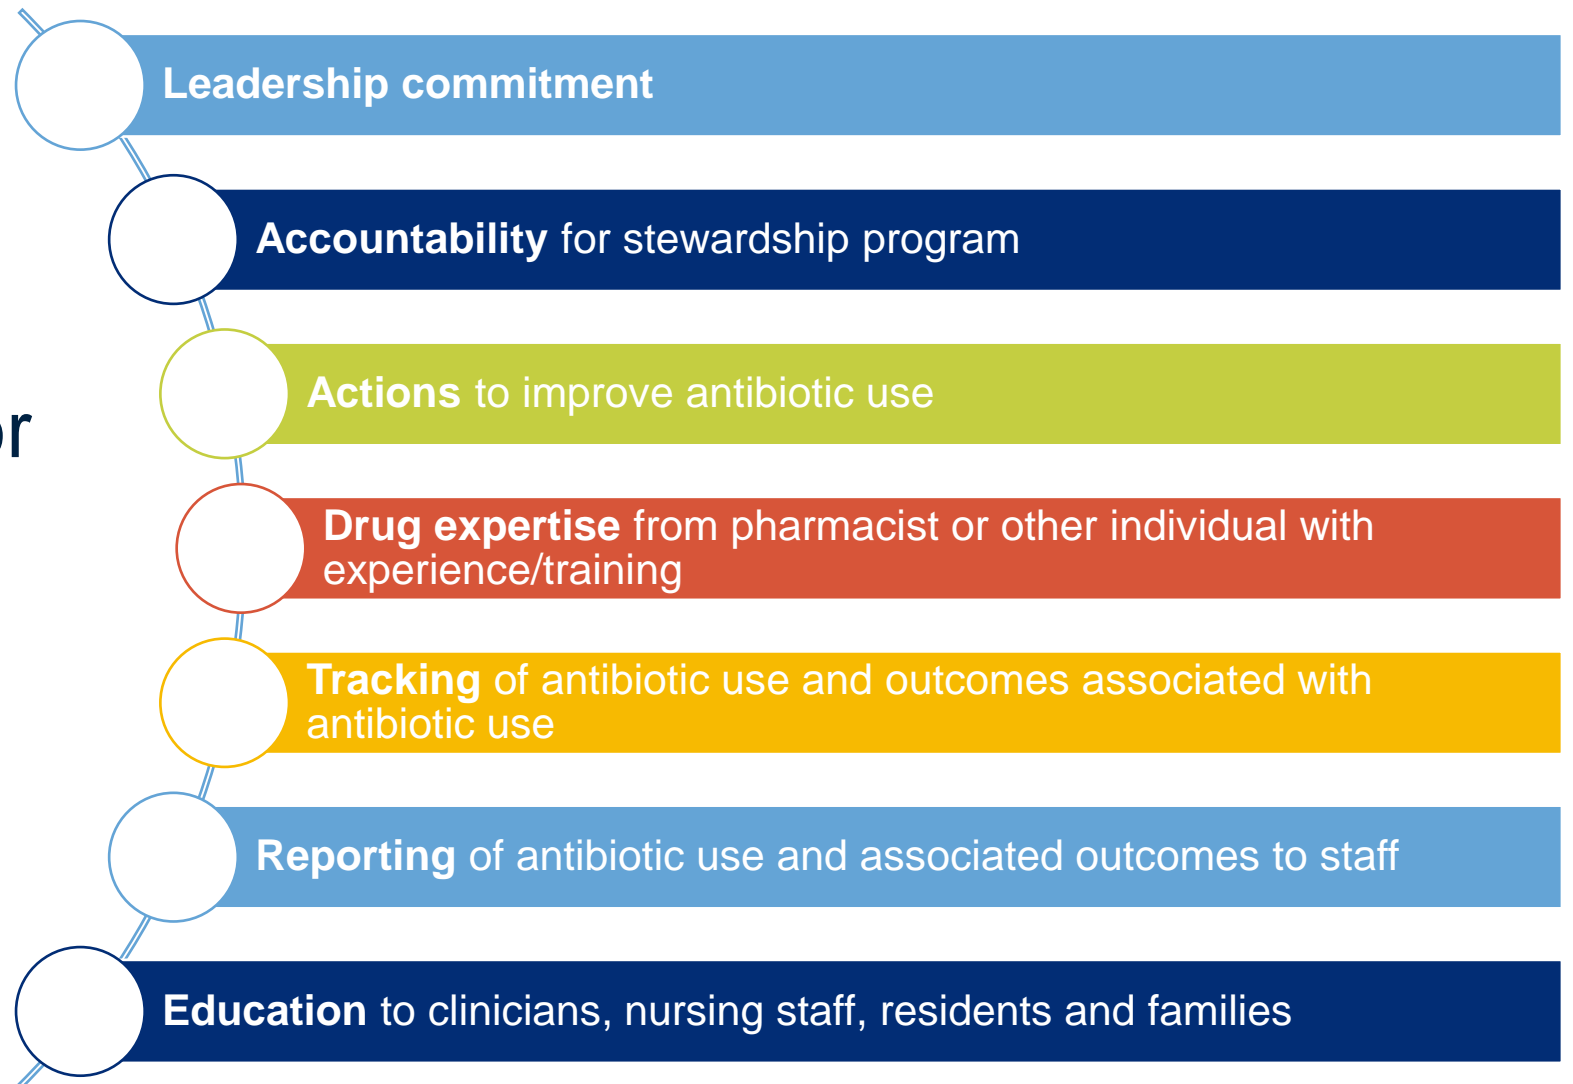 Leadership commitment
Accountability for stewardship program
Actions to improve antibiotic use
or
Drug expertise from pharmacist or other individual with
experience/training
Tracking of antibiotic use and outcomes associated with
antibiotic use
Reporting of antibiotic use and associated outcomes to staff
Education to clinicians, nursing staff, residents and families